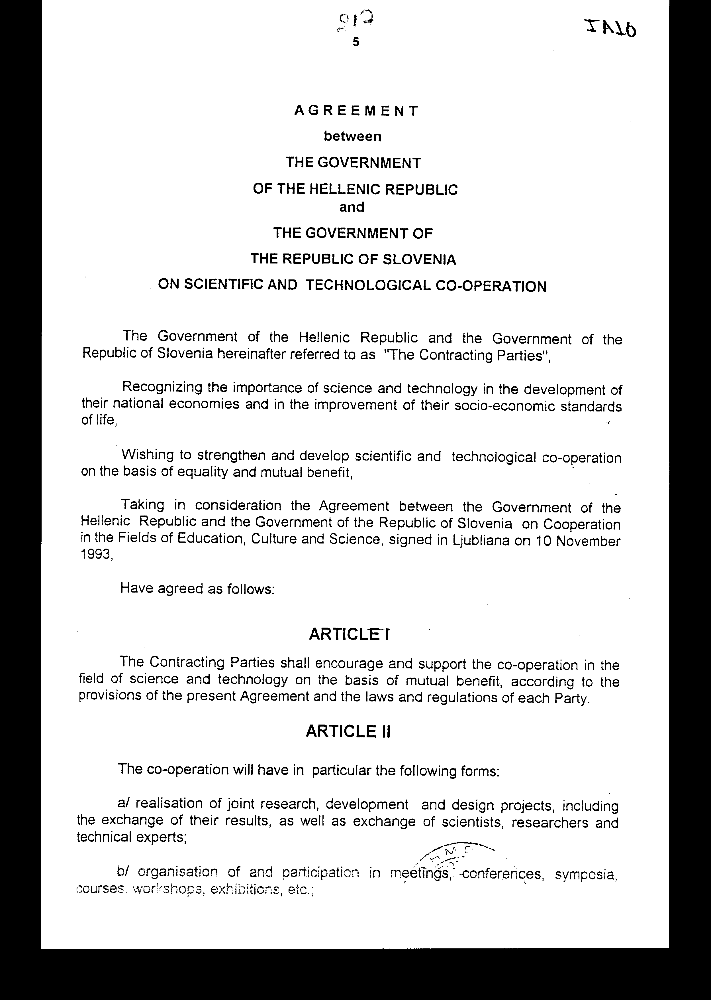 5
A G R E E M E N T
between
THE GOVERNMENT
OF THE HELLENIC REPUBLIC
and
THE GOVERNMENT OF
THE REPUBLIC OF SLOVENIA
ON SCIENTIFIC AND TECHNOLOGICAL CO-OPERATION
The Government of the Hellenic Republic and the Government of the
Republic of Slovenia hereinafter referred to as "The Contracting Parties",
Recognizing the importance of science and technology in the development of
their national economies and in the improvement of their socio-economic standards
of life,
Wishing to strengthen and develop scientific and technological co-operation
on the basis of equality and mutual benefit,
Taking in consideration the Agreement between the Government of the
Hellenic Republic and the Government of the Republic of Slovenia on Cooperation
in the Fields of Education, Culture and Science, signed in Ljubliana on 10 November
1993,
Have agreed as follows:
ARTICLE I
The Contracting Parties shall encourage and support the co-operation in the
field of science and technology on the basis of mutual benefit, according to the
provisions of the present Agreement and the laws and regulations of each Party.
ARTICLE II
The co-operation will have in particular the following forms:
a/ realisation of joint research, development and design projects, including
the exchange of their results, as well as exchange of scientists, researchers and
technical experts;
b/ organisation of and participation in meetings, conferences, symposia,
courses, workshops, exhibitions, etc.;